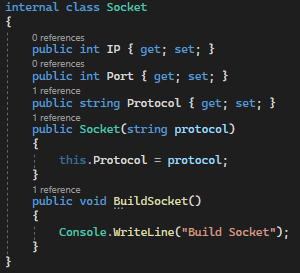 internal class Socket
{
0 references
public int IP { get; set; }
0 references
public int Port { get; set; }
1 reference
public string Protocol { get; set; }
1 reference
public Socket(string protocol)
{
this.Protocol = protocol;
}
1 reference
public void BuildSocket()
{
Console.WriteLine("Build Socket");
}
}